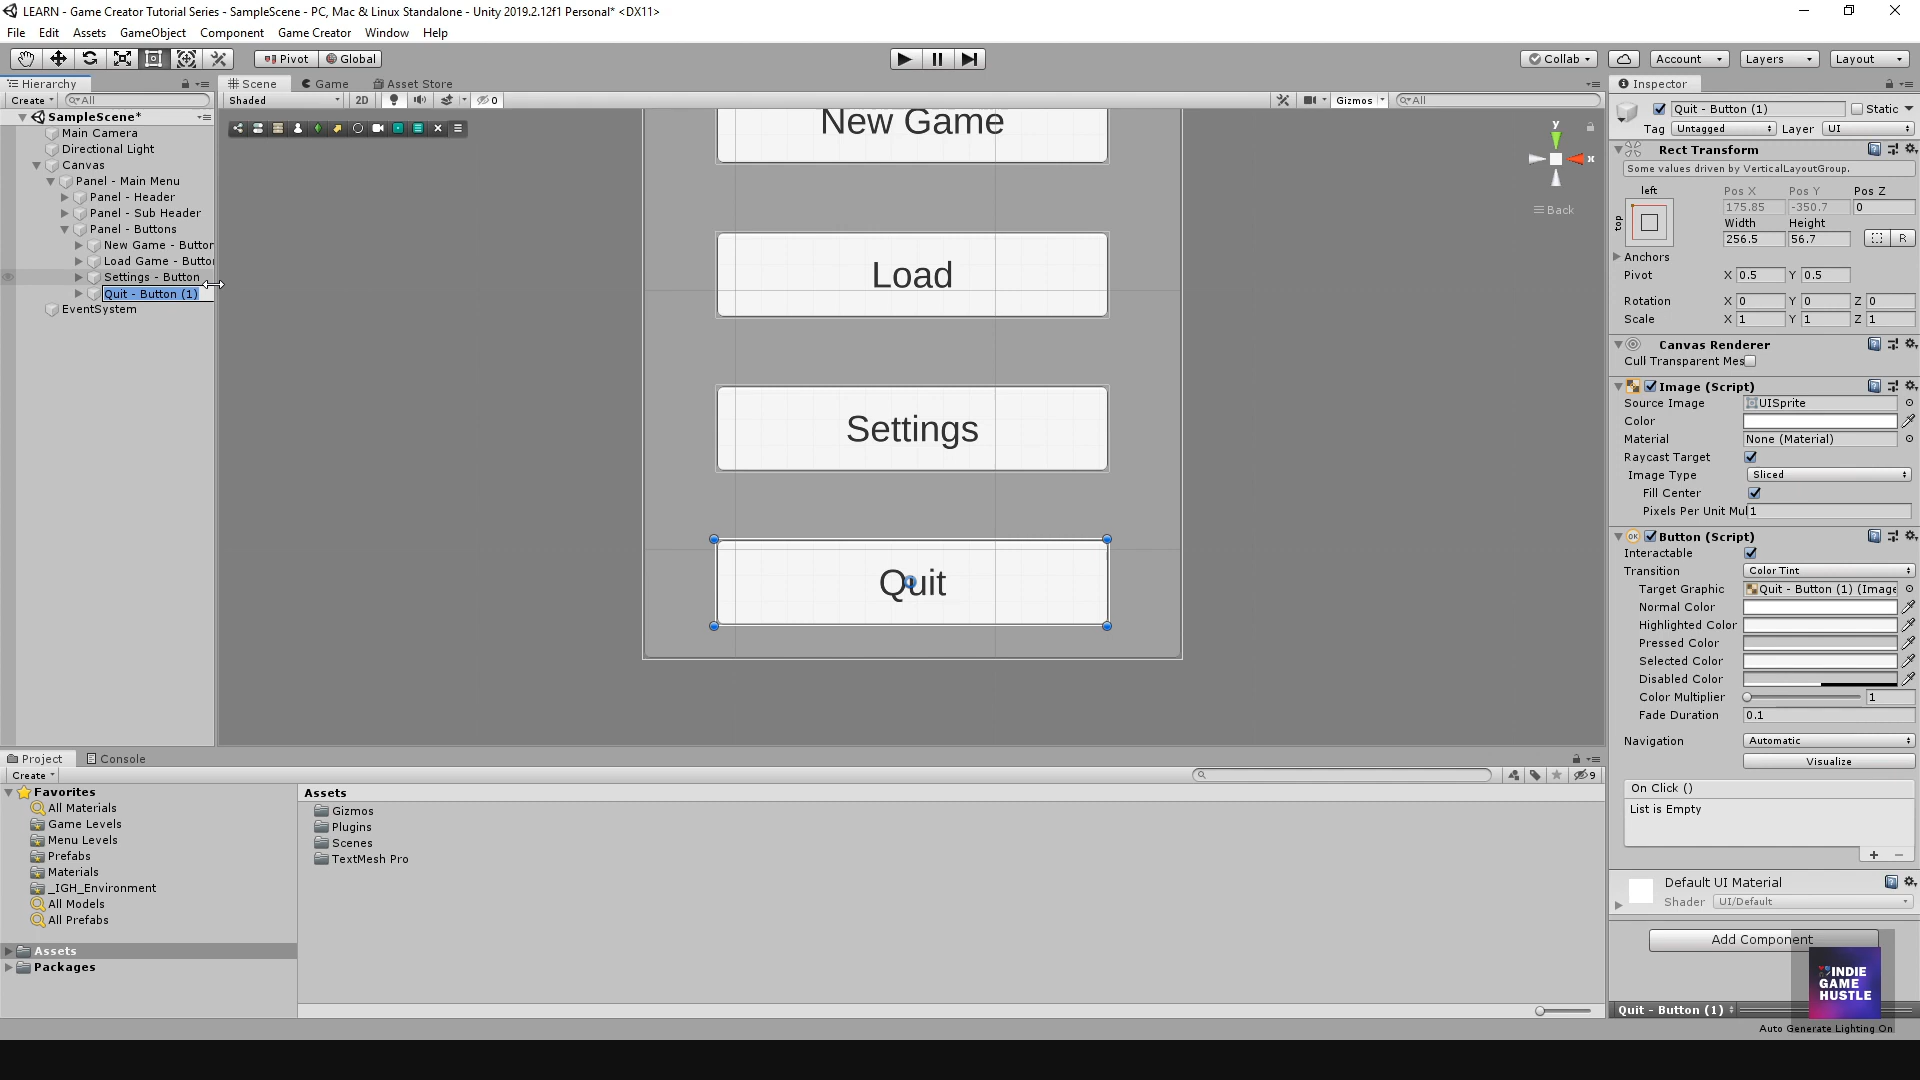 LEARN - Game Creator Tutorial Series - SampleScene - PC, Mac & Linux Standalone - Unity 2019.2.12f1 Personal* <DX11>
File Edit Assets GameObject Component Game Creator Window Help
Pivot Global Collab Account Layers Layout
Hierarchy Scene Game Asset Store Inspector
Create All Shaded 2D 0 Gizmos All
SampleScene*
Main Camera
Directional Light
Canvas
Panel - Main Menu
Panel - Header
Panel - Sub Header
Panel - Buttons
New Game - Button
Load Game - Button
Settings - Button
Quit - Button (1)
EventSystem
New Game
Load
Settings
Quit
y
x
Back
Quit - Button (1) Static
Tag Untagged Layer UI
Rect Transform
Some values driven by VerticalLayoutGroup.
left Pos X Pos Y Pos Z
top 175.85 -350.7 0
Width Height
256.5 56.7 R
Anchors
Pivot X 0.5 Y 0.5
Rotation X 0 Y 0 Z 0
Scale X 1 Y 1 Z 1
Canvas Renderer
Cull Transparent Mes
Image (Script)
Source Image UISprite
Color
Material None (Material)
Raycast Target
Image Type Sliced
Fill Center
Pixels Per Unit Mul 1
OK Button (Script)
Interactable
Transition Color Tint
Target Graphic Quit - Button (1) (Image
Normal Color
Highlighted Color
Pressed Color
Selected Color
Disabled Color
Color Multiplier 1
Fade Duration 0.1
Navigation Automatic
Visualize
On Click ()
List is Empty
+ -
Default UI Material
Shader UI/Default
Add Component
INDIE
GAME
HUSTLE
Quit - Button (1)
Auto Generate Lighting On
Project Console
Create 9
Favorites
All Materials
Game Levels
Menu Levels
Prefabs
Materials
_IGH_Environment
All Models
All Prefabs
Assets
Packages
Assets
Gizmos
Plugins
Scenes
TextMesh Pro